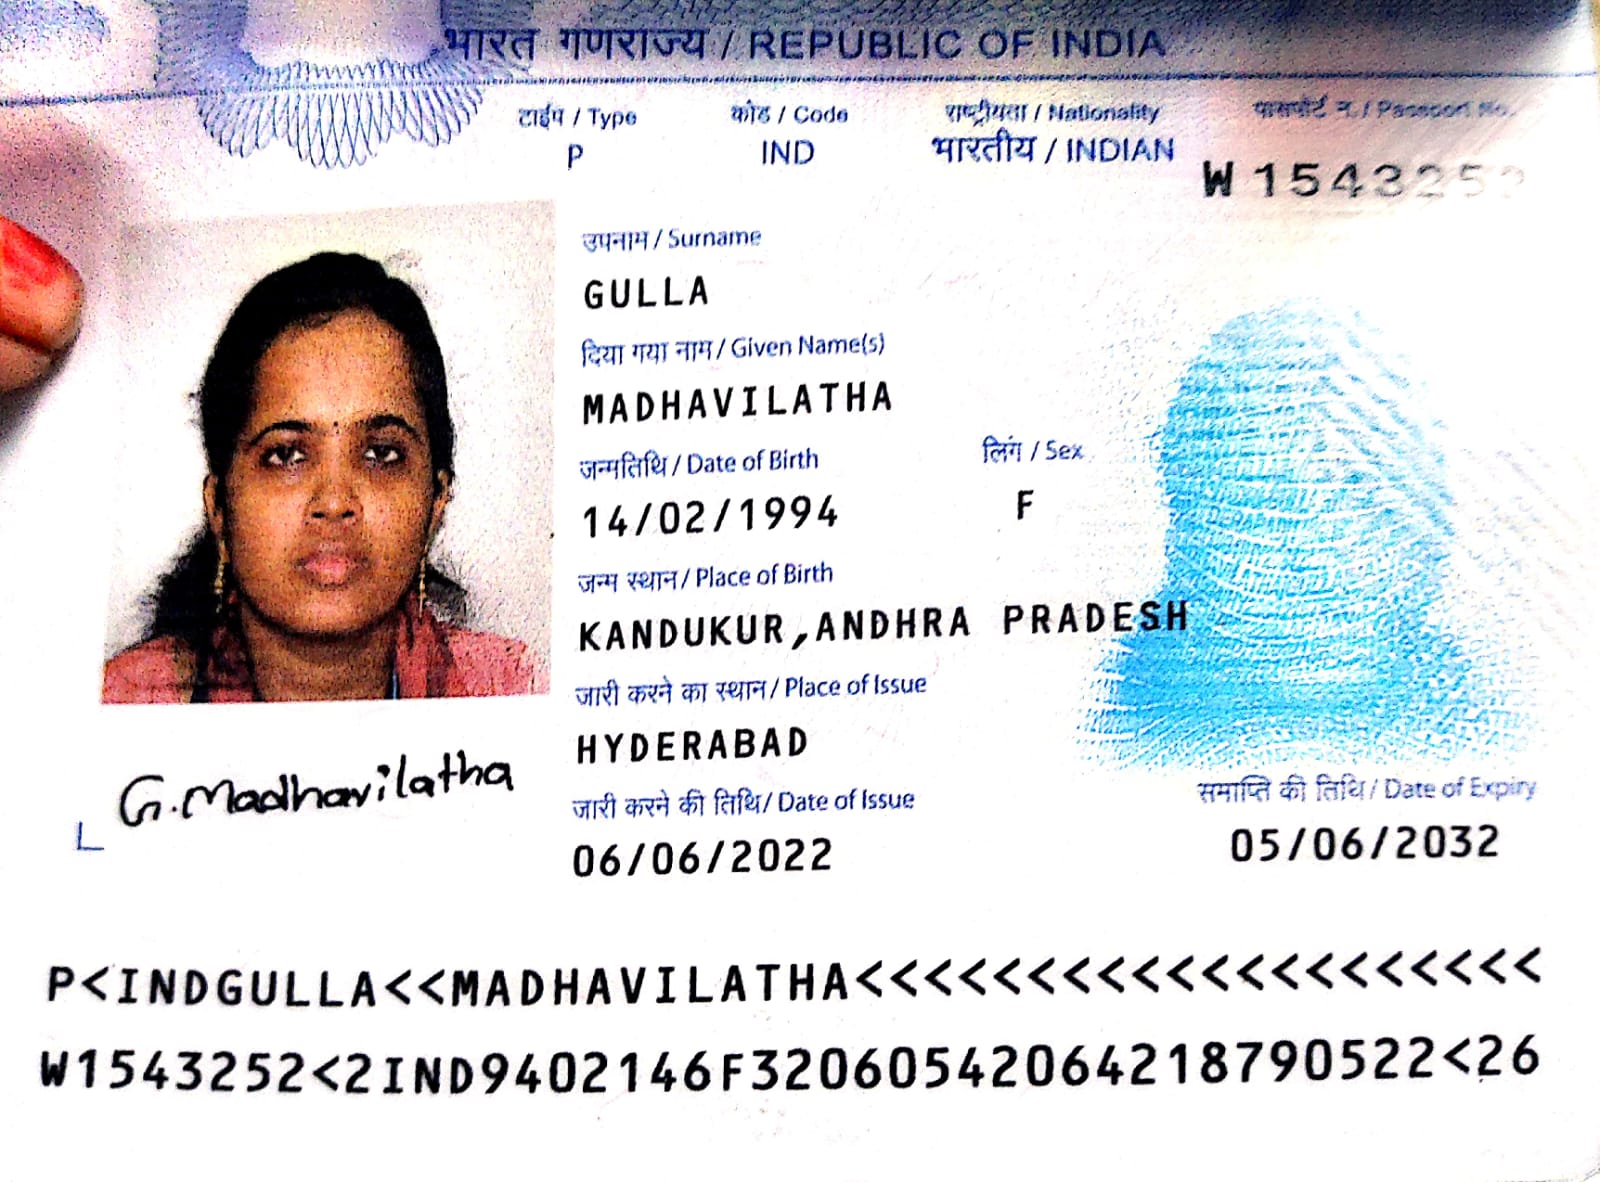 भारत गणराज्य / REPUBLIC OF INDIA
टाईप / Type कोड / Code राष्ट्रीयता / Nationality पासपोर्ट न. / Passport No.
P IND भारतीय / INDIAN W1543252
उपनाम / Surname
GULLA
दिया गया नाम / Given Name(s)
MADHAVILATHA
जन्मतिथि / Date of Birth लिंग / Sex
14/02/1994 F
जन्म स्थान / Place of Birth
KANDUKUR,ANDHRA PRADESH
जारी करने का स्थान / Place of Issue
HYDERABAD
G.Madhavilatha
जारी करने की तिथि / Date of Issue समाप्ति की तिथि / Date of Expiry
06/06/2022 05/06/2032
P<INDGULLA<<MADHAVILATHA<<<<<<<<<<<<<<<<<<<<
W1543252<2IND9402146F32060542064218790522<26